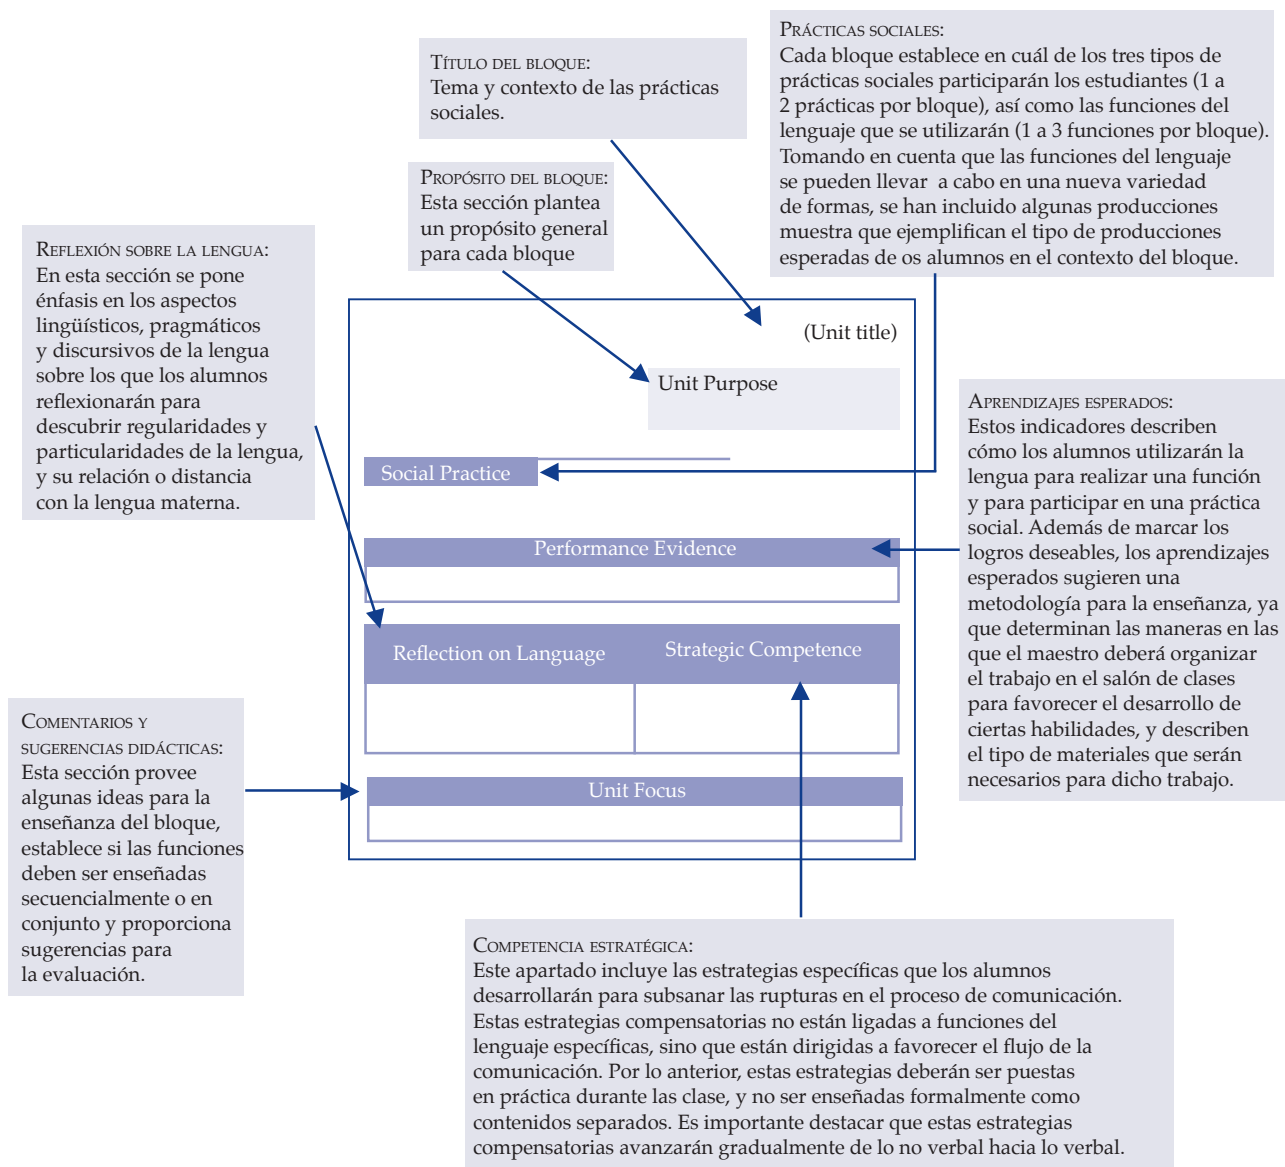 TÍTULO DEL BLOQUE:
Tema y contexto de las prácticas
sociales.
PRÁCTICAS SOCIALES:
Cada bloque establece en cuál de los tres tipos de
prácticas sociales participarán los estudiantes (1 a
2 prácticas por bloque), así como las funciones del
lenguaje que se utilizarán (1 a 3 funciones por bloque).
Tomando en cuenta que las funciones del lenguaje
se pueden llevar a cabo en una nueva variedad
de formas, se han incluido algunas producciones
muestra que ejemplifican el tipo de producciones
esperadas de os alumnos en el contexto del bloque.
PROPÓSITO DEL BLOQUE:
Esta sección plantea
un propósito general
para cada bloque
REFLEXIÓN SOBRE LA LENGUA:
En esta sección se pone
énfasis en los aspectos
lingüísticos, pragmáticos
y discursivos de la lengua
sobre los que los alumnos
reflexionarán para
descubrir regularidades y
particularidades de la lengua,
y su relación o distancia
con la lengua materna.
(Unit title)
Unit Purpose
Social Practice
Performance Evidence
Reflection on Language
Strategic Competence
Unit Focus
APRENDIZAJES ESPERADOS:
Estos indicadores describen
cómo los alumnos utilizarán la
lengua para realizar una función
y para participar en una práctica
social. Además de marcar los
logros deseables, los aprendizajes
esperados sugieren una
metodología para la enseñanza, ya
que determinan las maneras en las
que el maestro deberá organizar
el trabajo en el salón de clases
para favorecer el desarrollo de
ciertas habilidades, y describen
el tipo de materiales que serán
necesarios para dicho trabajo.
COMENTARIOS Y
SUGERENCIAS DIDÁCTICAS:
Esta sección provee
algunas ideas para la
enseñanza del bloque,
establece si las funciones
deben ser enseñadas
secuencialmente o en
conjunto y proporciona
sugerencias para
la evaluación.
COMPETENCIA ESTRATÉGICA:
Este apartado incluye las estrategias específicas que los alumnos
desarrollarán para subsanar las rupturas en el proceso de comunicación.
Estas estrategias compensatorias no están ligadas a funciones del
lenguaje específicas, sino que están dirigidas a favorecer el flujo de la
comunicación. Por lo anterior, estas estrategias deberán ser puestas
en práctica durante las clase, y no ser enseñadas formalmente como
contenidos separados. Es importante destacar que estas estrategias
compensatorias avanzarán gradualmente de lo no verbal hacia lo verbal.